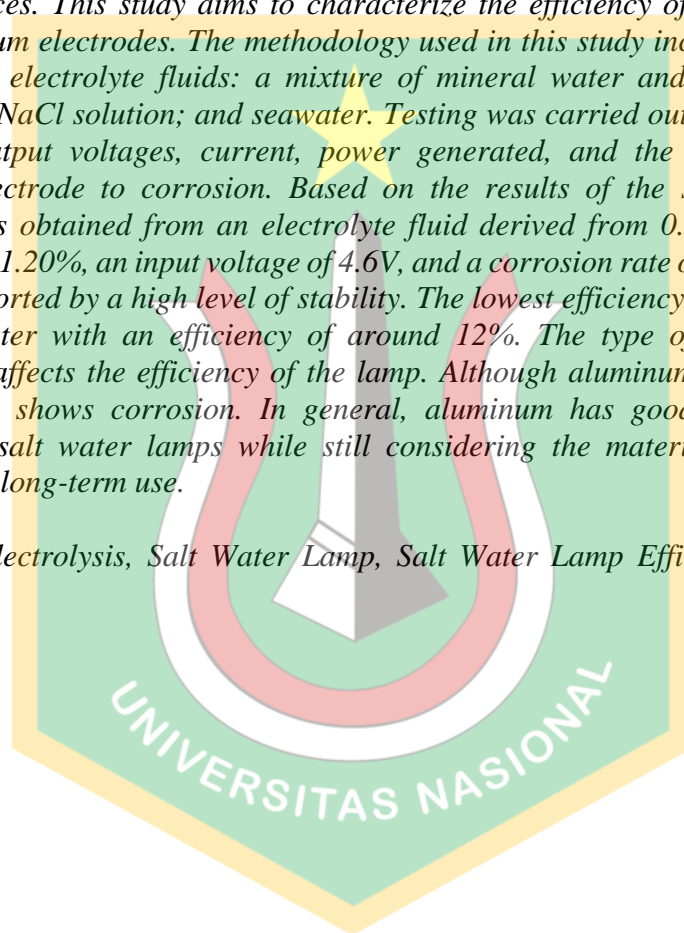 ces. This study aims to characterize the efficiency of
um electrodes. The methodology used in this study inc
electrolyte fluids: a mixture of mineral water and
NaCl solution; and seawater. Testing was carried out
tput voltages, current, power generated, and the
ectrode to corrosion. Based on the results of the s
s obtained from an electrolyte fluid derived from 0.
1.20%, an input voltage of 4.6V, and a corrosion rate o
orted by a high level of stability. The lowest efficiency
ter with an efficiency of around 12%. The type of
affects the efficiency of the lamp. Although aluminum
shows corrosion. In general, aluminum has good
salt water lamps while still considering the materi
long-term use.
lectrolysis, Salt Water Lamp, Salt Water Lamp Effi
UNIVERSITAS NASIONAL